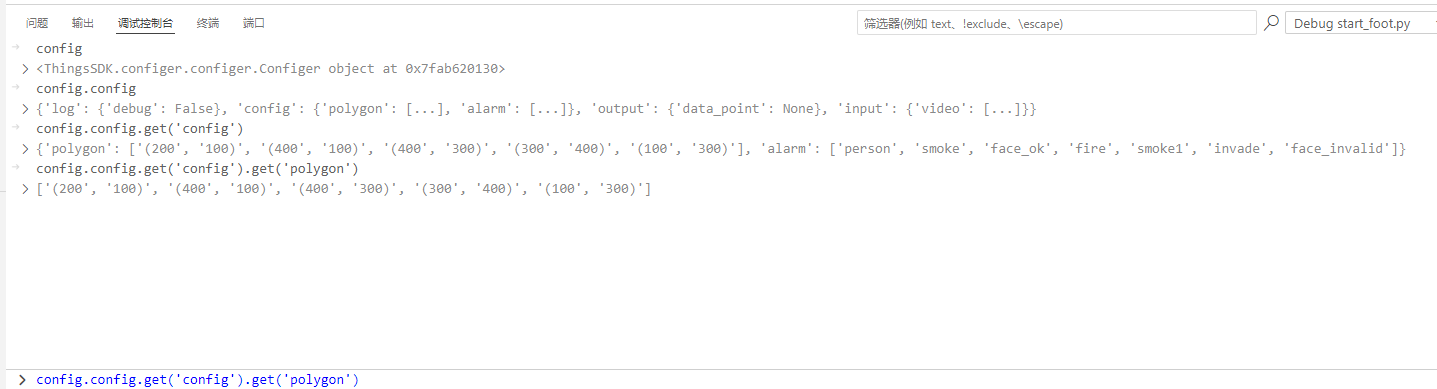 问题 输出 调试控制台 终端 端口 筛选器(例如 text、!exclude、\escape) Debug start_foot.py
config
<ThingsSDK.configer.configer.Configer object at 0x7fab620130>
config.config
{'log': {'debug': False}, 'config': {'polygon': [...], 'alarm': [...]}, 'output': {'data_point': None}, 'input': {'video': [...]}}
config.config.get('config')
{'polygon': ['(200', '100)', '(400', '100)', '(400', '300)', '(300', '400)', '(100', '300)'], 'alarm': ['person', 'smoke', 'face_ok', 'fire', 'smoke1', 'invade', 'face_invalid']}
config.config.get('config').get('polygon')
['(200', '100)', '(400', '100)', '(400', '300)', '(300', '400)', '(100', '300)']
config.config.get('config').get('polygon')